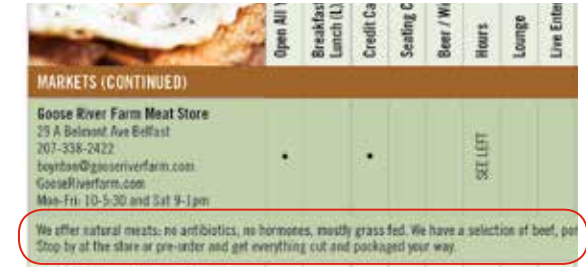 Open All Y
Breakfast
Lunch (L)
Credit Ca
Seating C
Beer / Wi
Hours
Lounge
Live Enter
MARKETS (CONTINUED)
Goose River Farm Meat Store
29 A Belmont Ave Belfast
207-338-2422
boynton@gooseriverfarm.com
GooseRiverfarm.com
Mon-Fri: 10-5:30 and Sat 9-1pm
SEE LEFT
We offer natural meats: no antibiotics, no hormones, mostly grass fed. We have a selection of beef, por
Stop by at the store or pre-order and get everything cut and packaged your way.